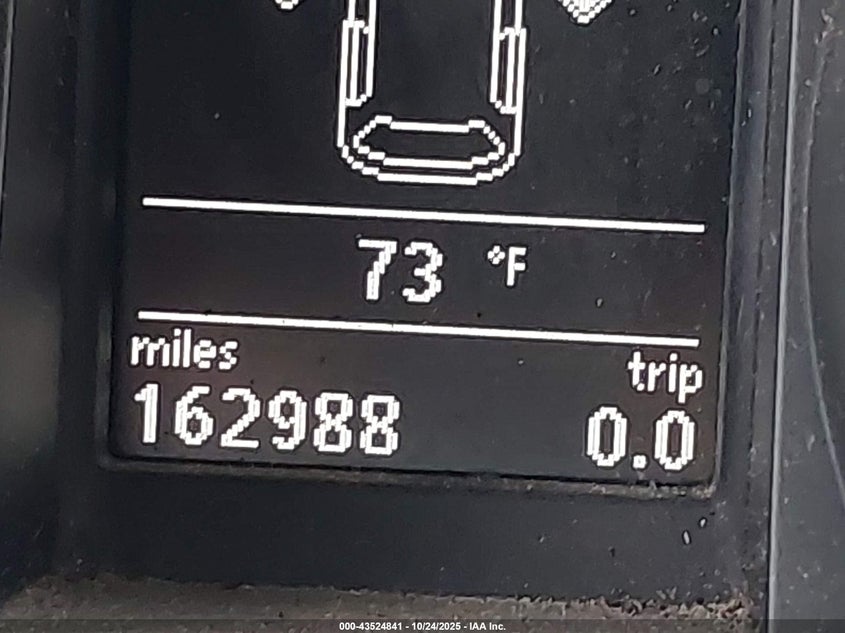 73 °F
miles trip
162988 0.0
000-43524841 - 10/24/2025 - IAA Inc.